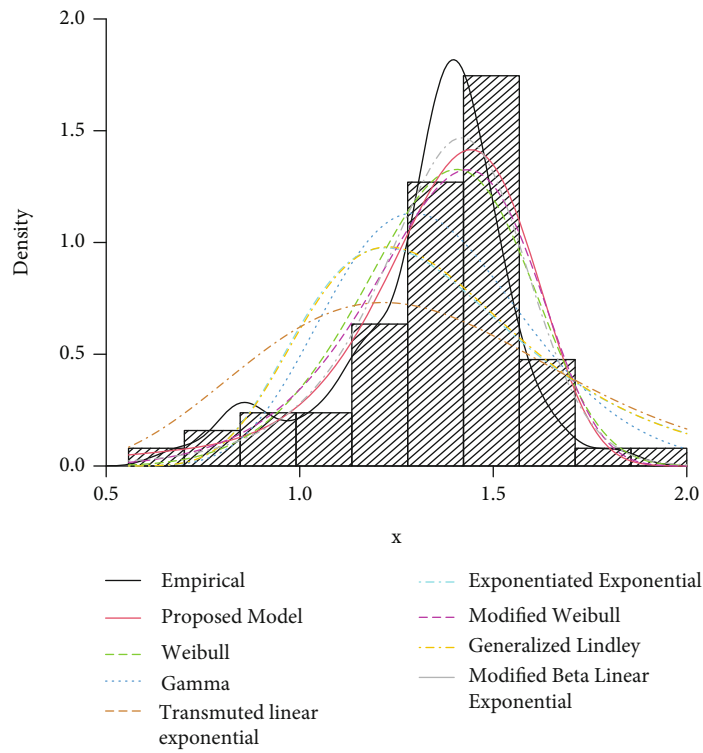 2.0
1.5
1.0
0.5
0.0
Density
0.5
1.0
1.5
2.0
x
Empirical
Proposed Model
Weibull
Gamma
Transmuted linear
exponential
Exponentiated Exponential
Modified Weibull
Generalized Lindley
Modified Beta Linear
Exponential